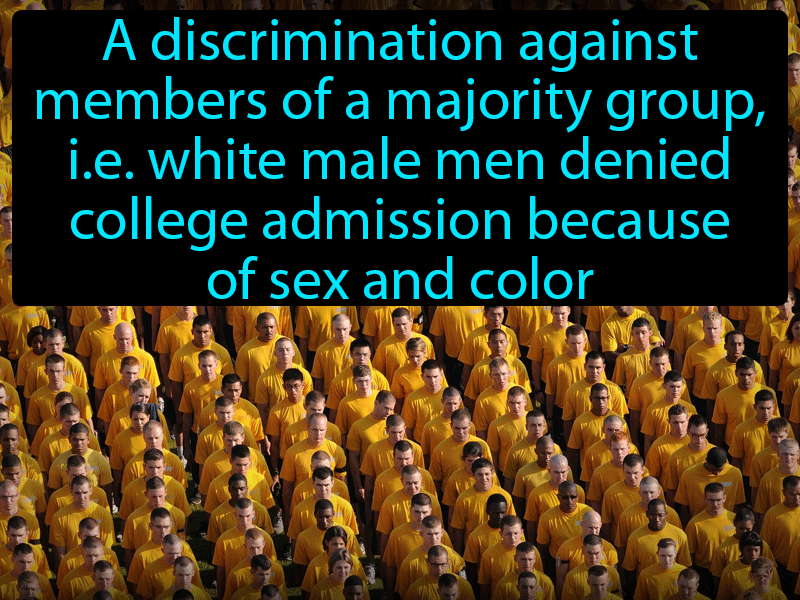 A discrimination against
members of a majority group,
i.e. white male men denied
college admission because
of sex and color